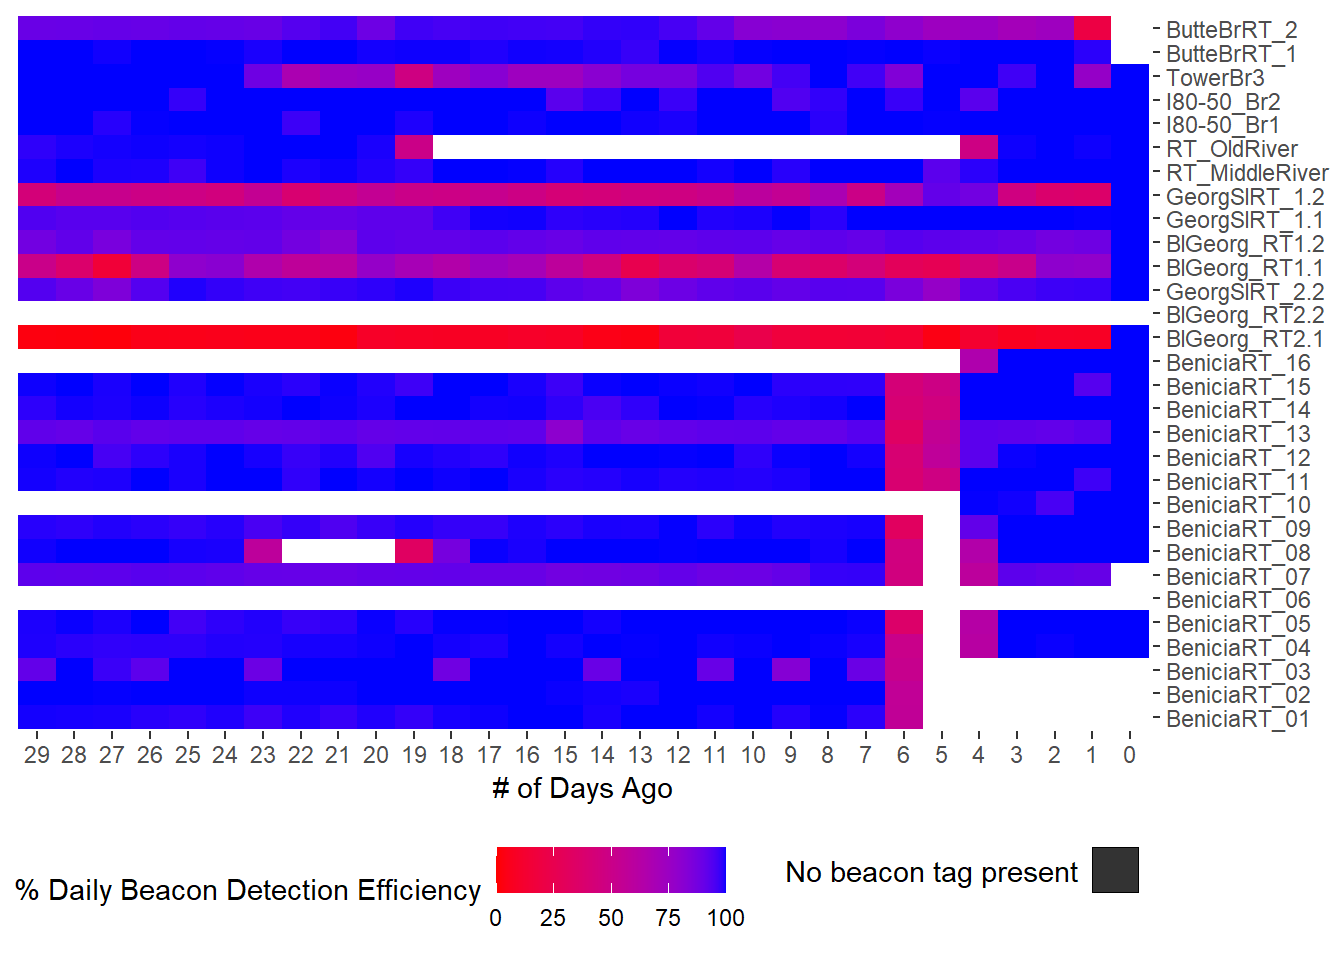 ButteBrRT_2
ButteBrRT_1
TowerBr3
I80-50_Br2
I80-50_Br1
RT_OldRiver
RT_MiddleRiver
GeorgSlRT_1.2
GeorgSlRT_1.1
BlGeorg_RT1.2
BlGeorg_RT1.1
GeorgSlRT_2.2
BlGeorg_RT2.2
BlGeorg_RT2.1
BeniciaRT_16
BeniciaRT_15
BeniciaRT_14
BeniciaRT_13
BeniciaRT_12
BeniciaRT_11
BeniciaRT_10
BeniciaRT_09
BeniciaRT_08
BeniciaRT_07
BeniciaRT_06
BeniciaRT_05
BeniciaRT_04
BeniciaRT_03
BeniciaRT_02
BeniciaRT_01
29 28 27 26 25 24 23 22 21 20 19 18 17 16 15 14 13 12 11 10 9 8 7 6 5 4 3 2 1 0
# of Days Ago
% Daily Beacon Detection Efficiency
0 25 50 75 100
No beacon tag present